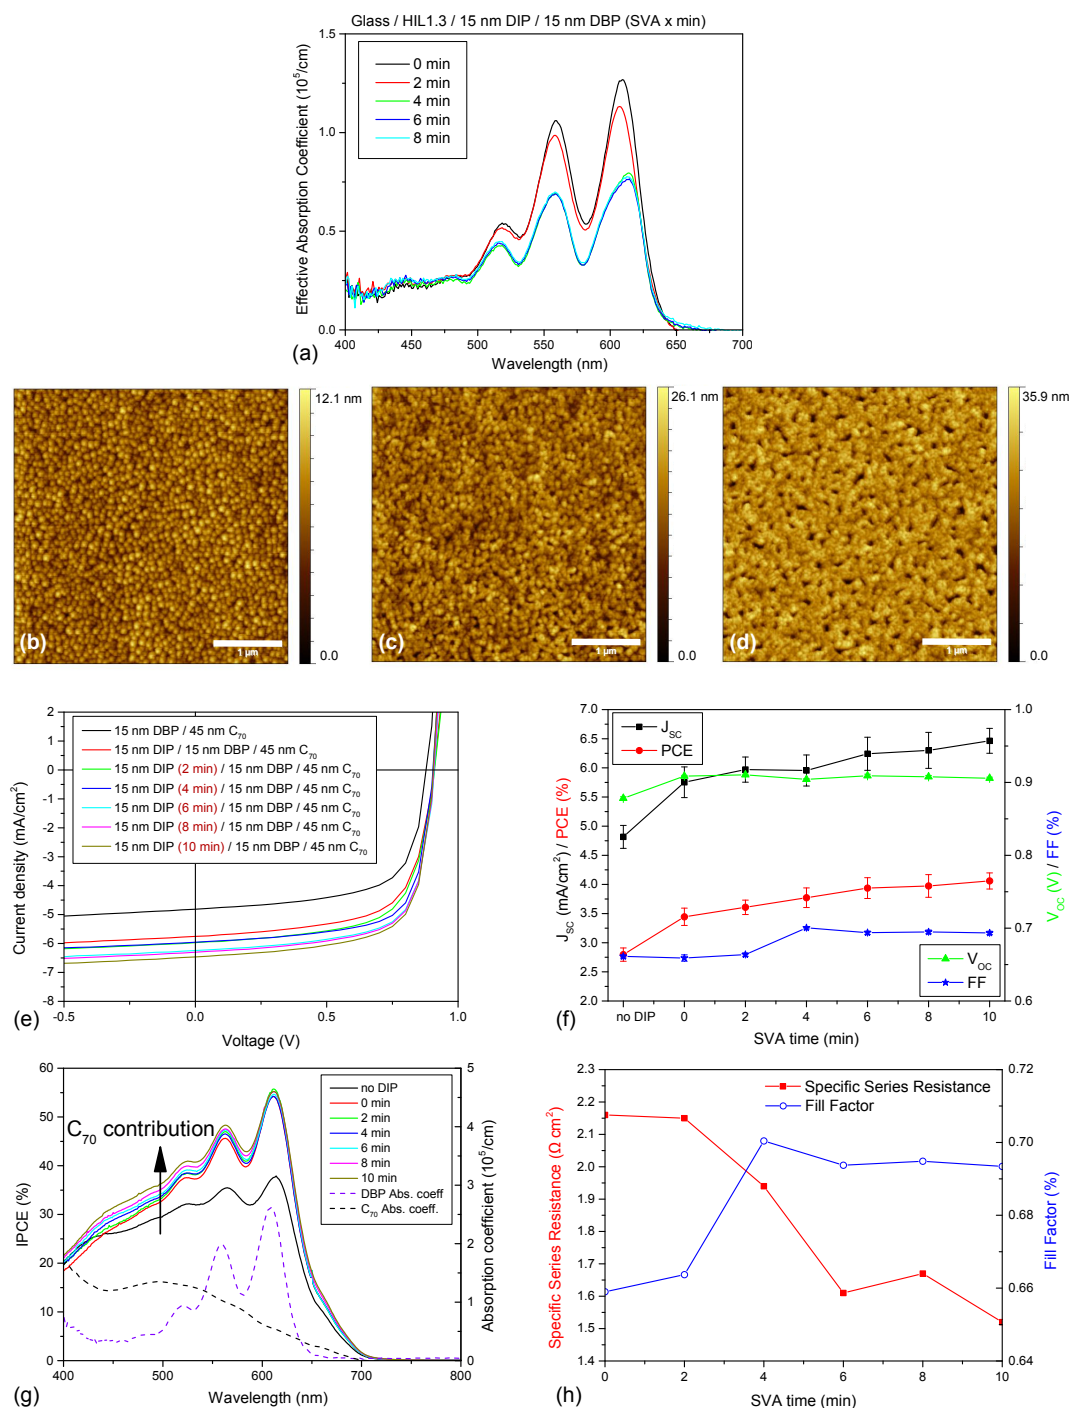 Glass / HIL1.3 / 15 nm DIP / 15 nm DBP (SVA x min)
1.5
1.0
0.5
0.0
Effective Absorption Coefficient (10⁵/cm)
0 min
2 min
4 min
6 min
8 min
400 450 500 550 600 650 700
Wavelength (nm)
(a)
12.1 nm
0.0
1 µm
(b)
26.1 nm
0.0
1 µm
(c)
35.9 nm
0.0
1 µm
(d)
2
1
0
-1
-2
-3
-4
-5
-6
-7
-8
Current density (mA/cm²)
15 nm DBP / 45 nm C₇₀
15 nm DIP / 15 nm DBP / 45 nm C₇₀
15 nm DIP (2 min) / 15 nm DBP / 45 nm C₇₀
15 nm DIP (4 min) / 15 nm DBP / 45 nm C₇₀
15 nm DIP (6 min) / 15 nm DBP / 45 nm C₇₀
15 nm DIP (8 min) / 15 nm DBP / 45 nm C₇₀
15 nm DIP (10 min) / 15 nm DBP / 45 nm C₇₀
-0.5 0.0 0.5 1.0
Voltage (V)
(e)
7.0
6.5
6.0
5.5
5.0
4.5
4.0
3.5
3.0
2.5
2.0
J_SC (mA/cm²) / PCE (%)
J_SC
PCE
V_OC
FF
1.0
0.9
0.8
0.7
0.6
V_OC (V) / FF (%)
no DIP 0 2 4 6 8 10
SVA time (min)
(f)
60
50
40
30
20
10
0
IPCE (%)
C₇₀ contribution
no DIP
0 min
2 min
4 min
6 min
8 min
10 min
DBP Abs. coeff
C₇₀ Abs. coeff.
5
4
3
2
1
0
Absorption coefficient (10⁵/cm)
400 500 600 700 800
Wavelength (nm)
(g)
2.3
2.2
2.1
2.0
1.9
1.8
1.7
1.6
1.5
1.4
Specific Series Resistance (Ω cm²)
Specific Series Resistance
Fill Factor
0.72
0.70
0.68
0.66
0.64
Fill Factor (%)
0 2 4 6 8 10
SVA time (min)
(h)